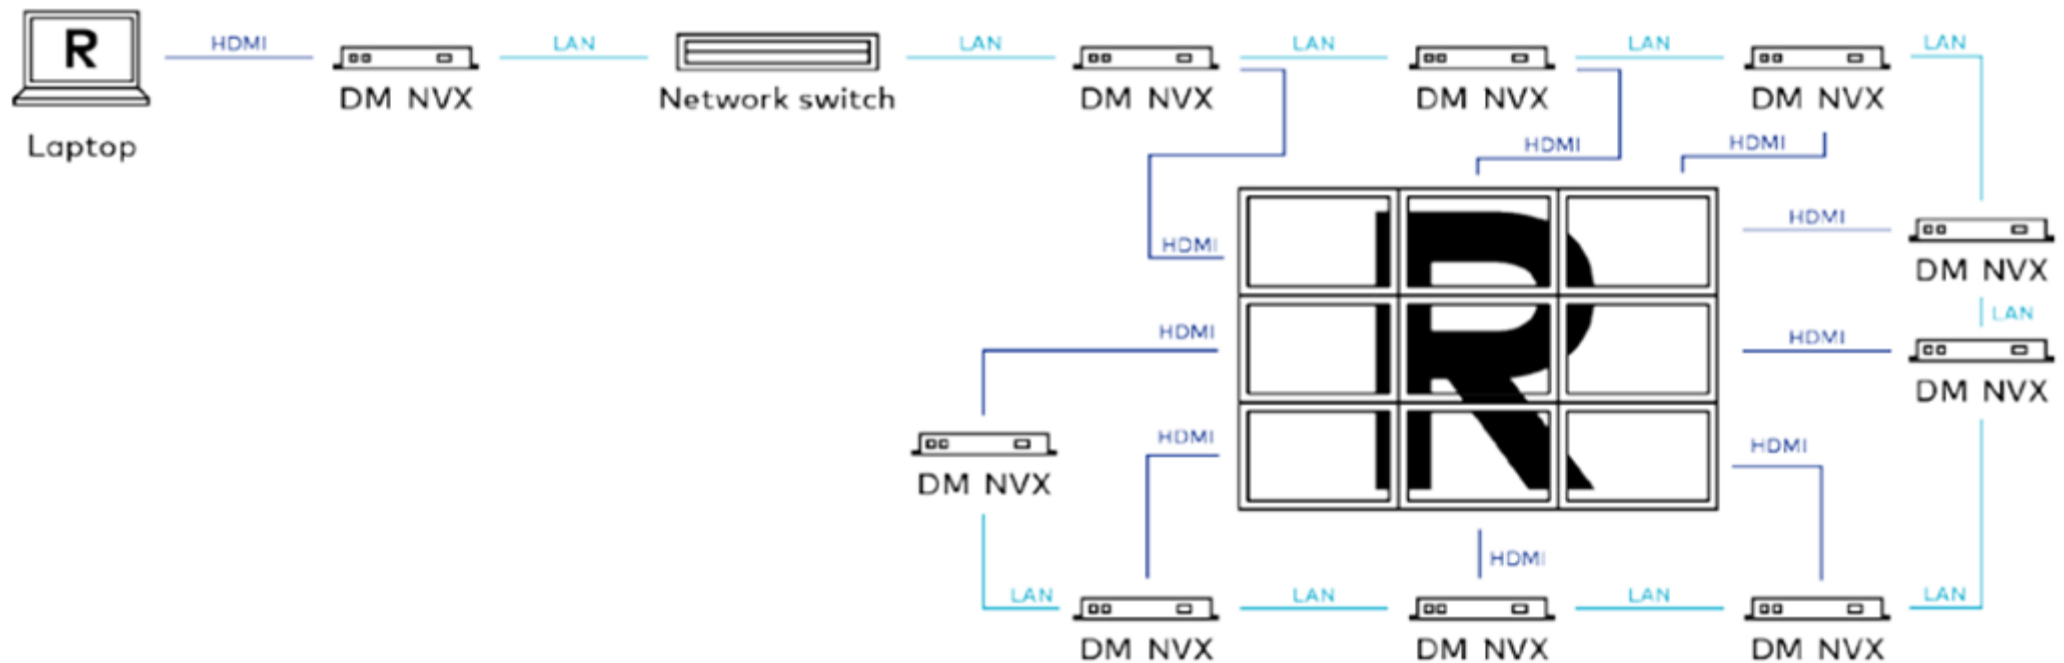 R
HDMI
LAN
LAN
LAN
LAN
LAN
DM NVX
Network switch
DM NVX
DM NVX
DM NVX
Laptop
HDMI
HDMI
HDMI
HDMI
R
DM NVX
LAN
HDMI
HDMI
DM NVX
HDMI
HDMI
DM NVX
HDMI
LAN
LAN
LAN
LAN
DM NVX
DM NVX
DM NVX